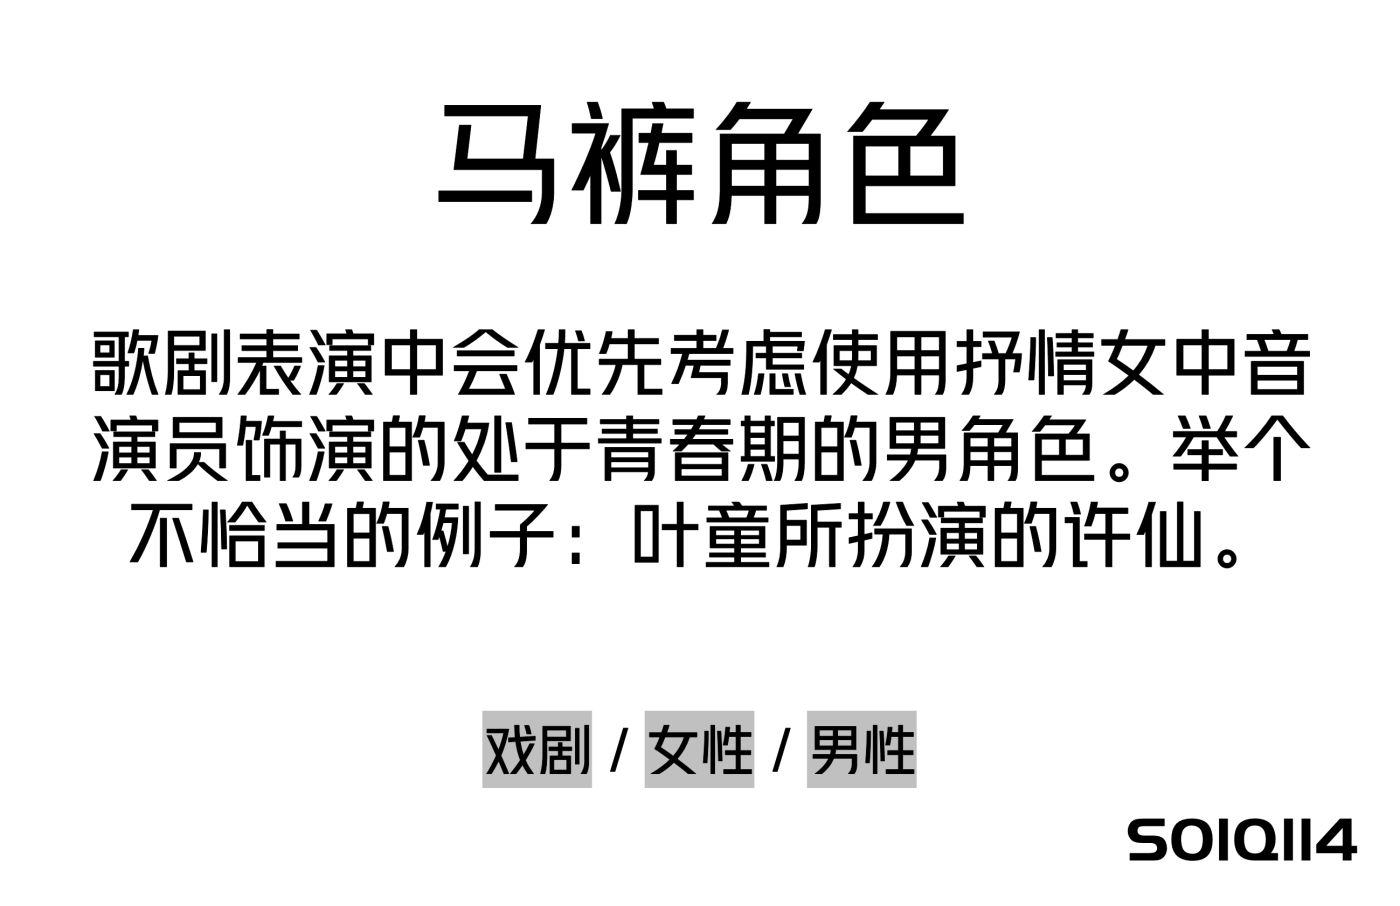 马裤角色
歌剧表演中会优先考虑使用抒情女中音
演员饰演的处于青春期的男角色。举个
不恰当的例子：叶童所扮演的许仙。
戏剧 / 女性 / 男性
SO1Q114